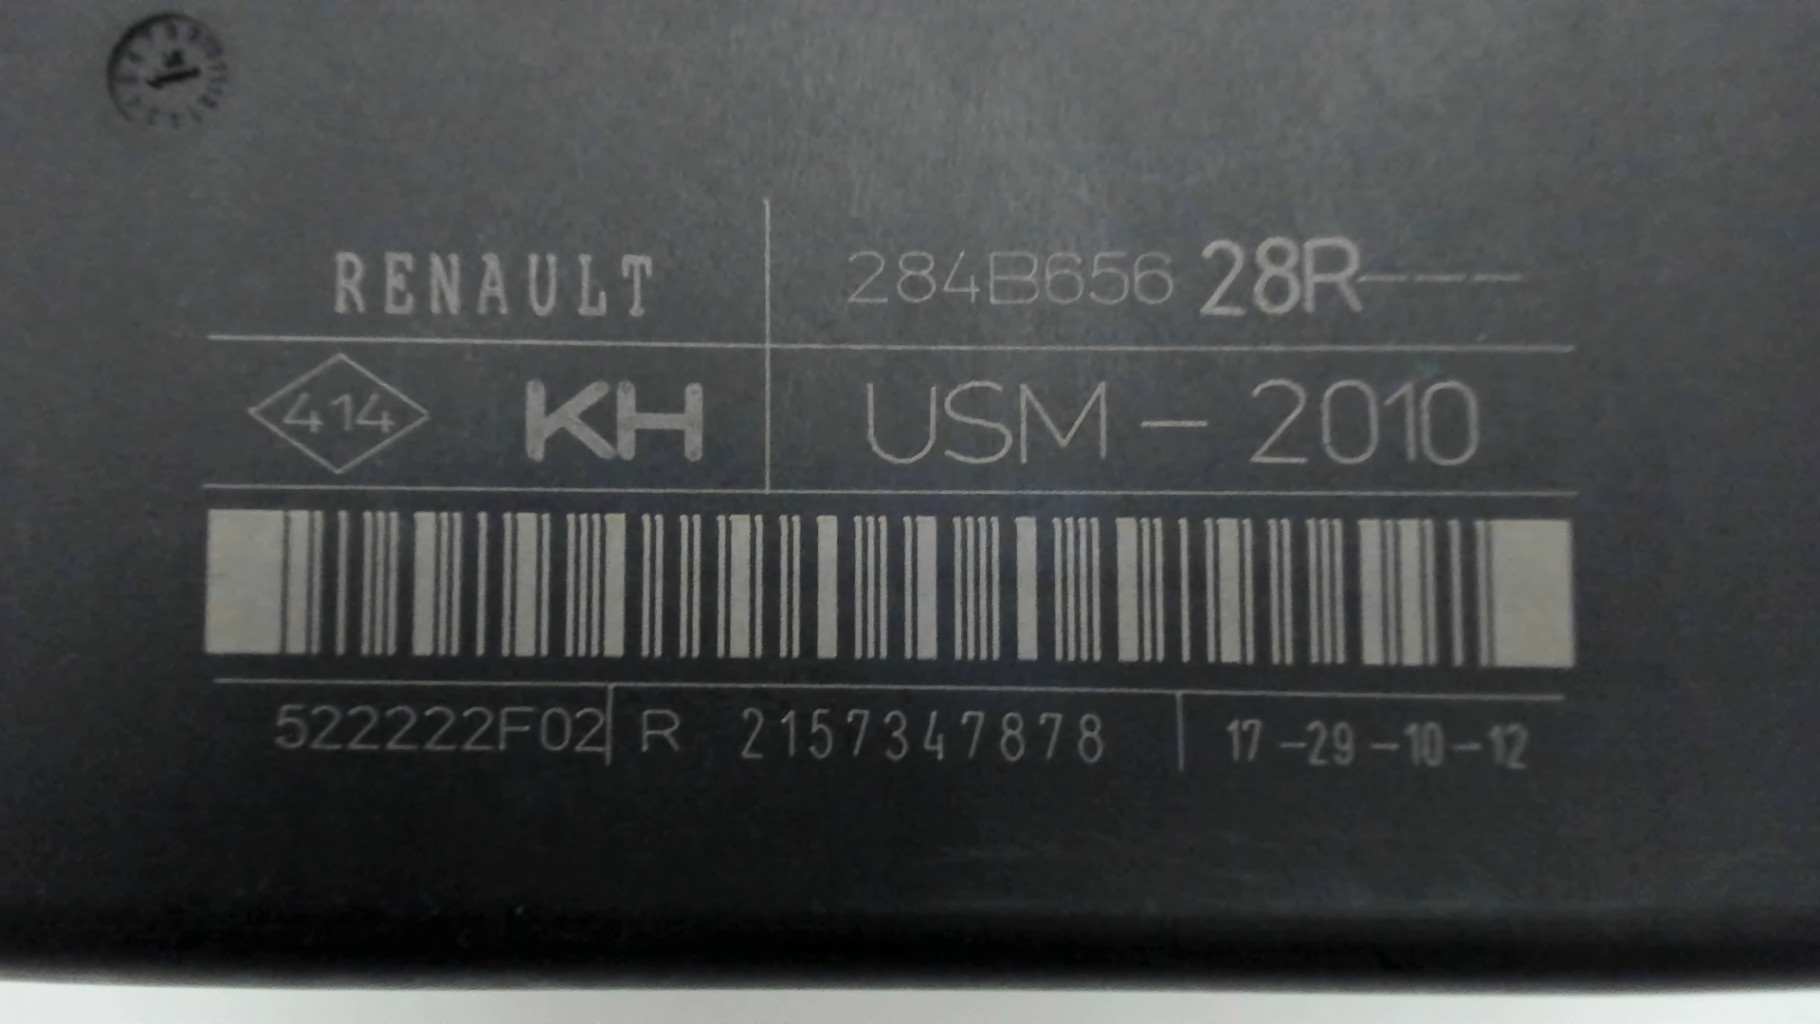 RENAULT 284B656 28R----
414 KH USM - 2010
522222F02 R 2157347878 17-29-10-12